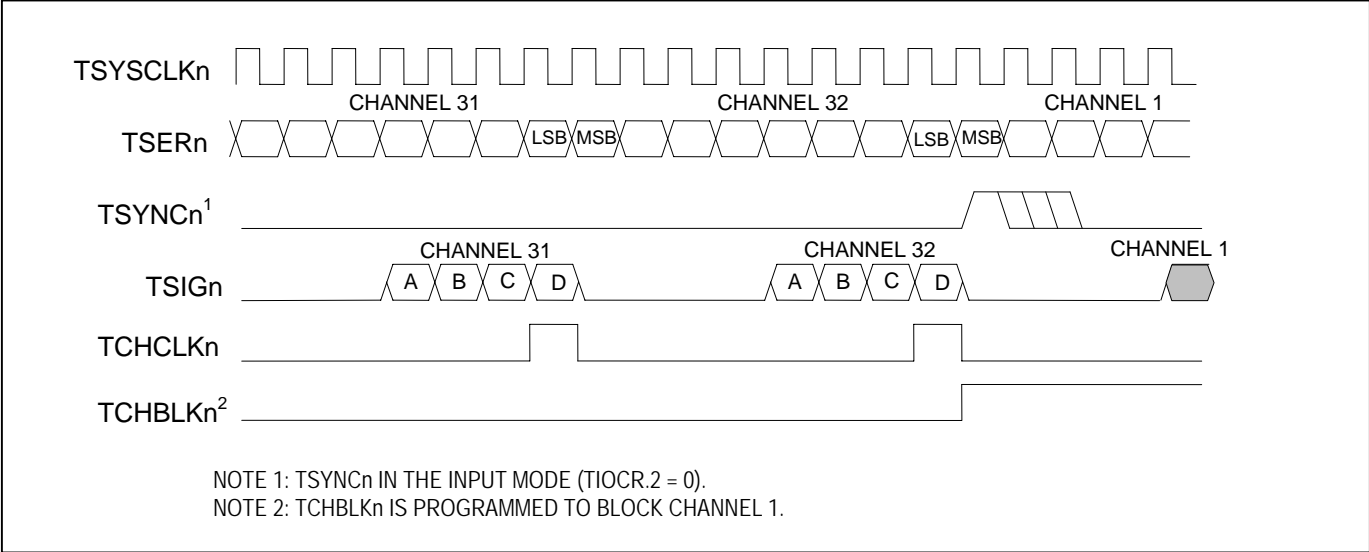 TSYSCLKn
CHANNEL 31 CHANNEL 32 CHANNEL 1
TSERn LSB MSB LSB MSB
TSYNCn¹
CHANNEL 31 CHANNEL 32 CHANNEL 1
TSIGn A B C D A B C D
TCHCLKn
TCHBLKn²
NOTE 1: TSYNCn IN THE INPUT MODE (TIOCR.2 = 0).
NOTE 2: TCHBLKn IS PROGRAMMED TO BLOCK CHANNEL 1.